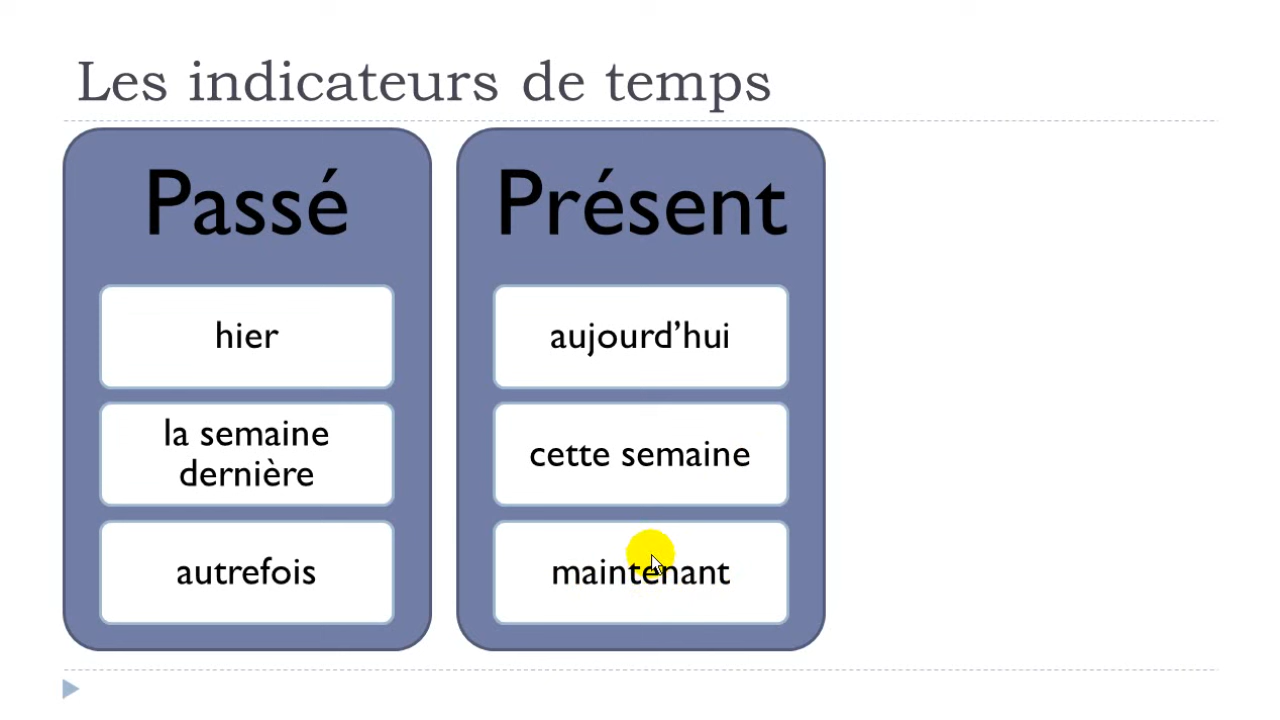 Les indicateurs de temps
Passé
hier
la semaine
dernière
autrefois
Présent
aujourd’hui
cette semaine
maintenant